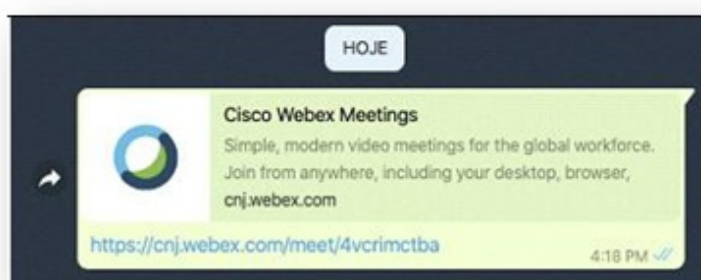 HOJE
Cisco Webex Meetings
Simple, modern video meetings for the global workforce.
Join from anywhere, including your desktop, browser,
cnj.webex.com
https://cnj.webex.com/meet/4vcrimctba
4:18 PM